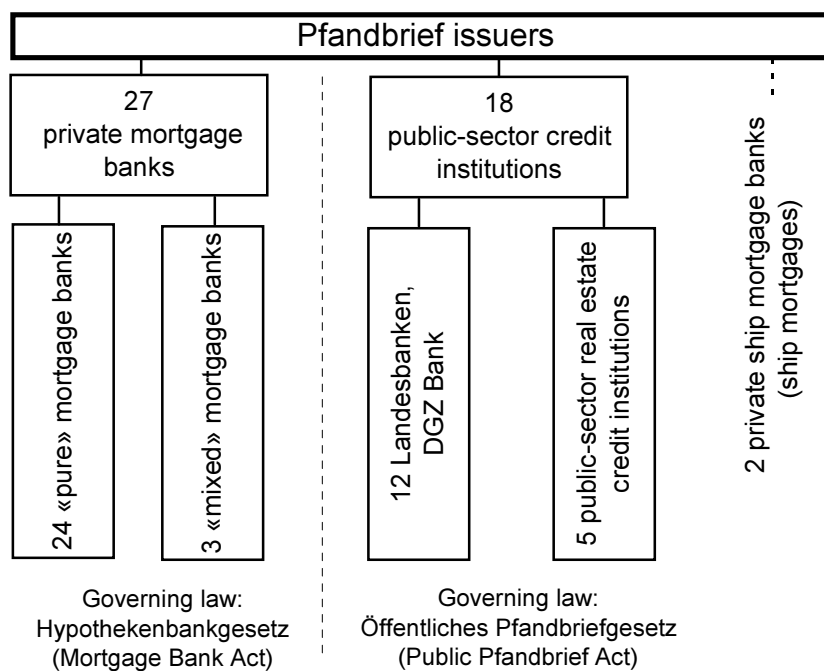 Pfandbrief issuers
27
private mortgage
banks
18
public-sector credit
institutions
24 «pure» mortgage banks
3 «mixed» mortgage banks
12 Landesbanken,
DGZ Bank
5 public-sector real estate
credit institutions
2 private ship mortgage banks
(ship mortgages)
Governing law:
Hypothekenbankgesetz
(Mortgage Bank Act)
Governing law:
Öffentliches Pfandbriefgesetz
(Public Pfandbrief Act)